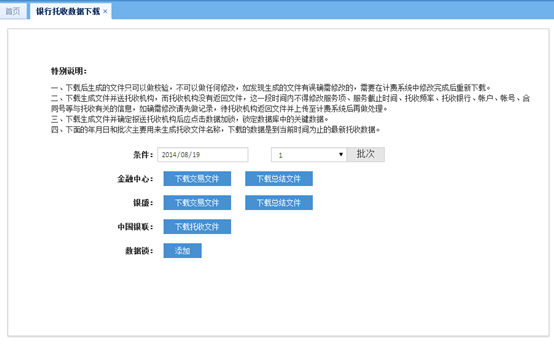 首页 银行托收数据下载 ×
特别说明：
一、下载后生成的文件只可以做校验，不可以做任何修改，如发现生成的文件有误确需修改的，需要在计费系统中修改完成后重新下载。
二、下载生成文件并送托收机构，而托收机构没有返回文件，这一段时间内不得修改服务项、服务截止时间、托收频率、托收银行、帐户、帐号、合
同号等与托收有关的信息，如确需修改请先做记录，待托收机构返回文件并上传至计费系统后再做处理。
三、下载生成文件并确定报送托收机构后应点击数据加锁，锁定数据库中的关键数据。
四、下面的年月日和批次主要用来生成托收文件名称，下载的数据是到当前时间为止的最新托收数据。
条件： 2014/08/19 1 批次
金融中心： 下载交易文件 下载总结文件
银盛： 下载交易文件 下载总结文件
中国银联： 下载托收文件
数据锁： 添加